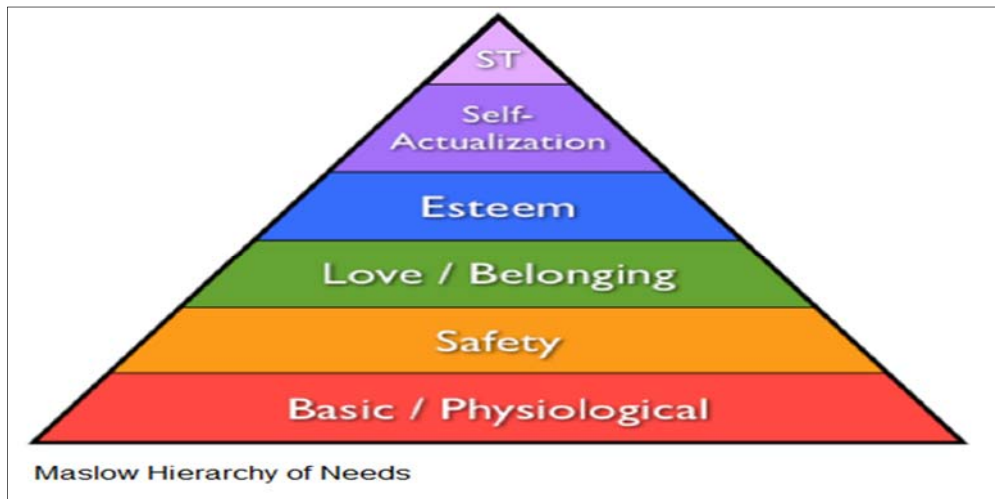 ST
Self-
Actualization
Esteem
Love / Belonging
Safety
Basic / Physiological
Maslow Hierarchy of Needs